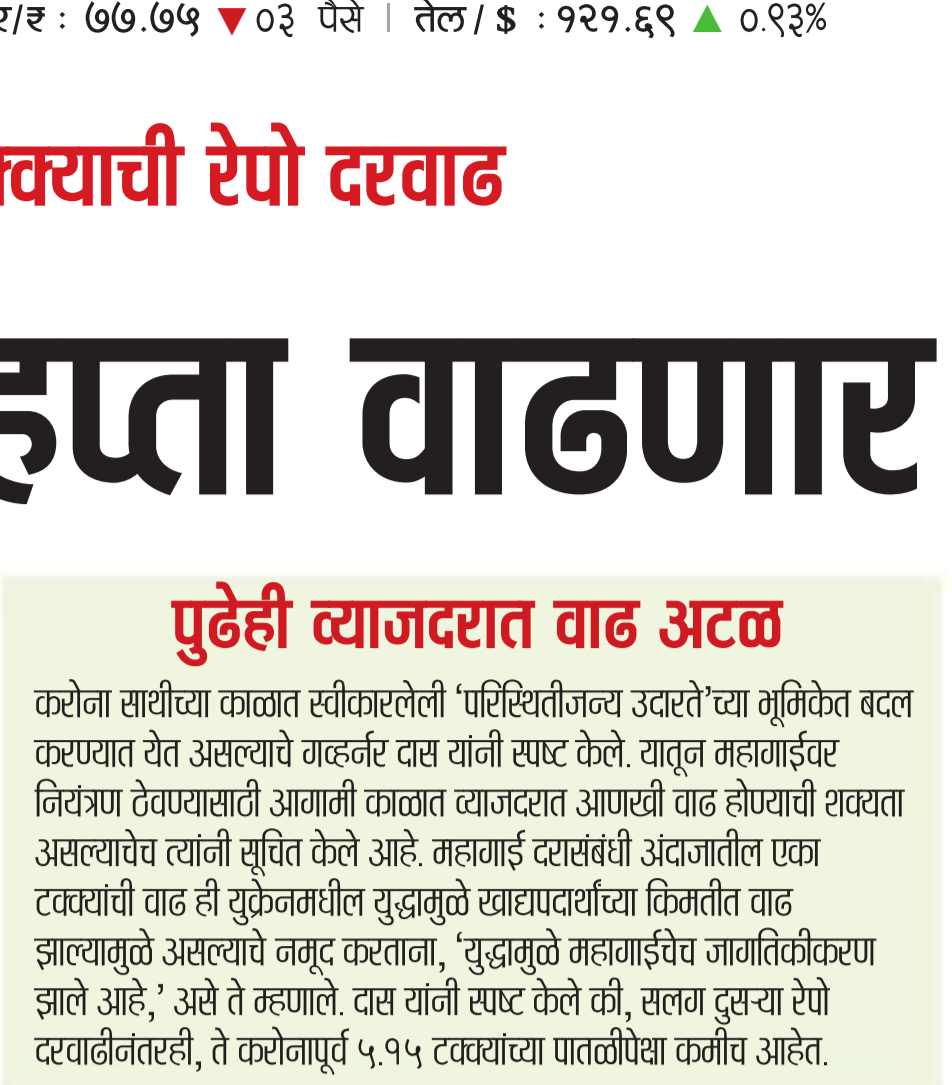 र/₹ : ७७.७५ ▼०३ पैसे | तेल / $ : १२१.६९ ▲ ०.९३%
क्क्याची रेपो दरवाढ
हप्ता वाढणार
पुढेही व्याजदरात वाढ अटळ
करोना साथीच्या काळात स्वीकारलेली ‘परिस्थितीजन्य उदारते’च्या भूमिकेत बदल
करण्यात येत असल्याचे गव्हर्नर दास यांनी स्पष्ट केले. यातून महागाईवर
नियंत्रण ठेवण्यासाठी आगामी काळात व्याजदरात आणखी वाढ होण्याची शक्यता
असल्याचेच त्यांनी सूचित केले आहे. महागाई दरासंबंधी अंदाजातील एका
टक्क्यांची वाढ ही युक्रेनमधील युद्धामुळे खाद्यपदार्थांच्या किमतीत वाढ
झाल्यामुळे असल्याचे नमूद करताना, ‘युद्धामुळे महागाईचेच जागतिकीकरण
झाले आहे,’ असे ते म्हणाले. दास यांनी स्पष्ट केले की, सलग दुसऱ्या रेपो
दरवाढीनंतरही, ते करोनापूर्व ५.१५ टक्क्यांच्या पातळीपेक्षा कमीच आहेत.